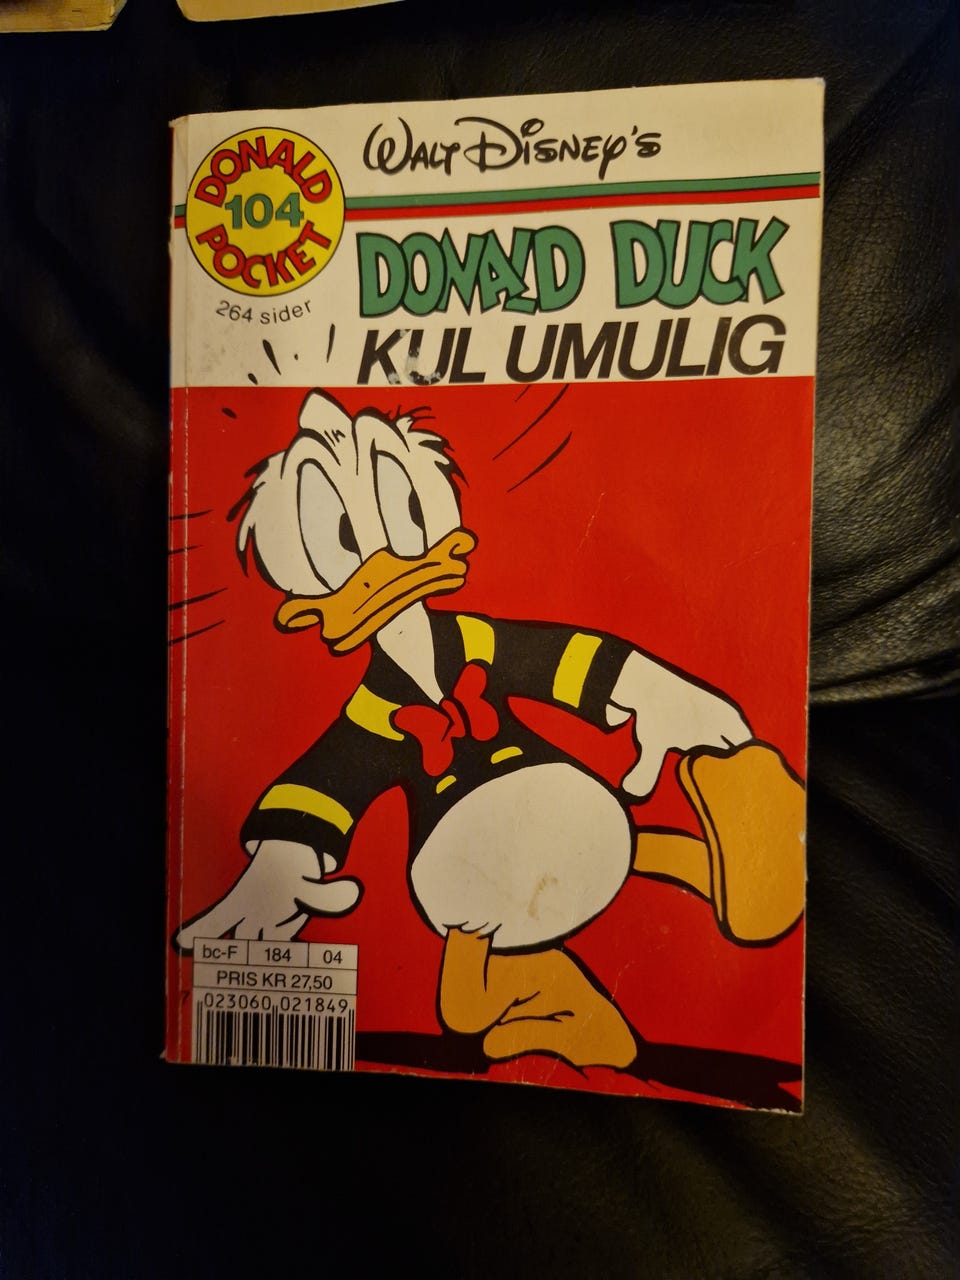 DONALD
104
POCKET
264 sider
WALT DISNEY'S
DONALD DUCK
KUL UMULIG
bc-F 184 04
PRIS KR 27,50
7 023060 021849